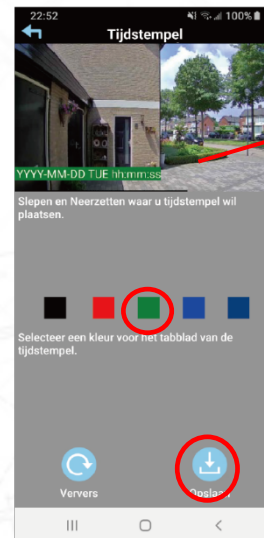 22:52 100%
Tijdstempel
YYYY-MM-DD TUE hh:mm:ss
Slepen en Neerzetten waar u tijdstempel wil
plaatsen.
Selecteer een kleur voor het tabblad van de
tijdstempel.
Ververs Opslaan